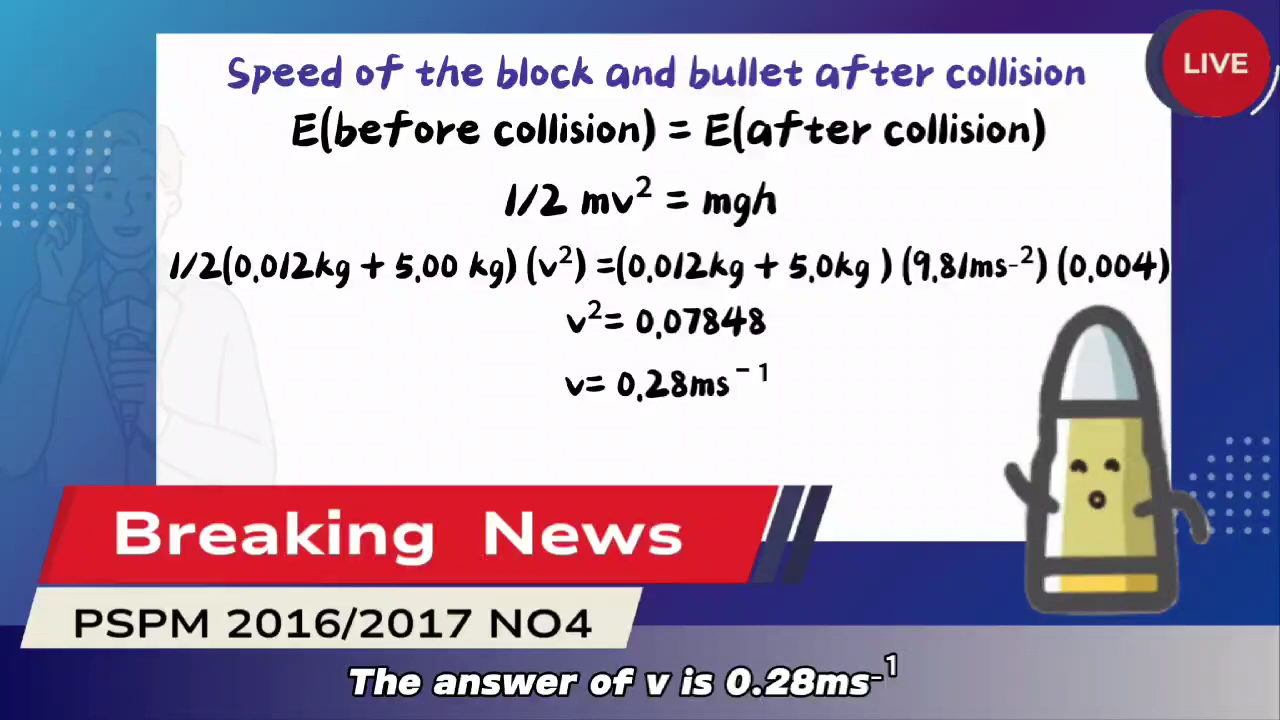 Speed of the block and bullet after collision
LIVE
E(before collision) = E(after collision)
1/2 mv² = mgh
1/2(0.012kg + 5.00 kg) (v²) =(0.012kg + 5.0kg ) (9.81ms⁻²) (0.004)
v²= 0.07848
v= 0.28ms⁻¹
Breaking News
PSPM 2016/2017 NO4
The answer of v is 0.28ms⁻¹